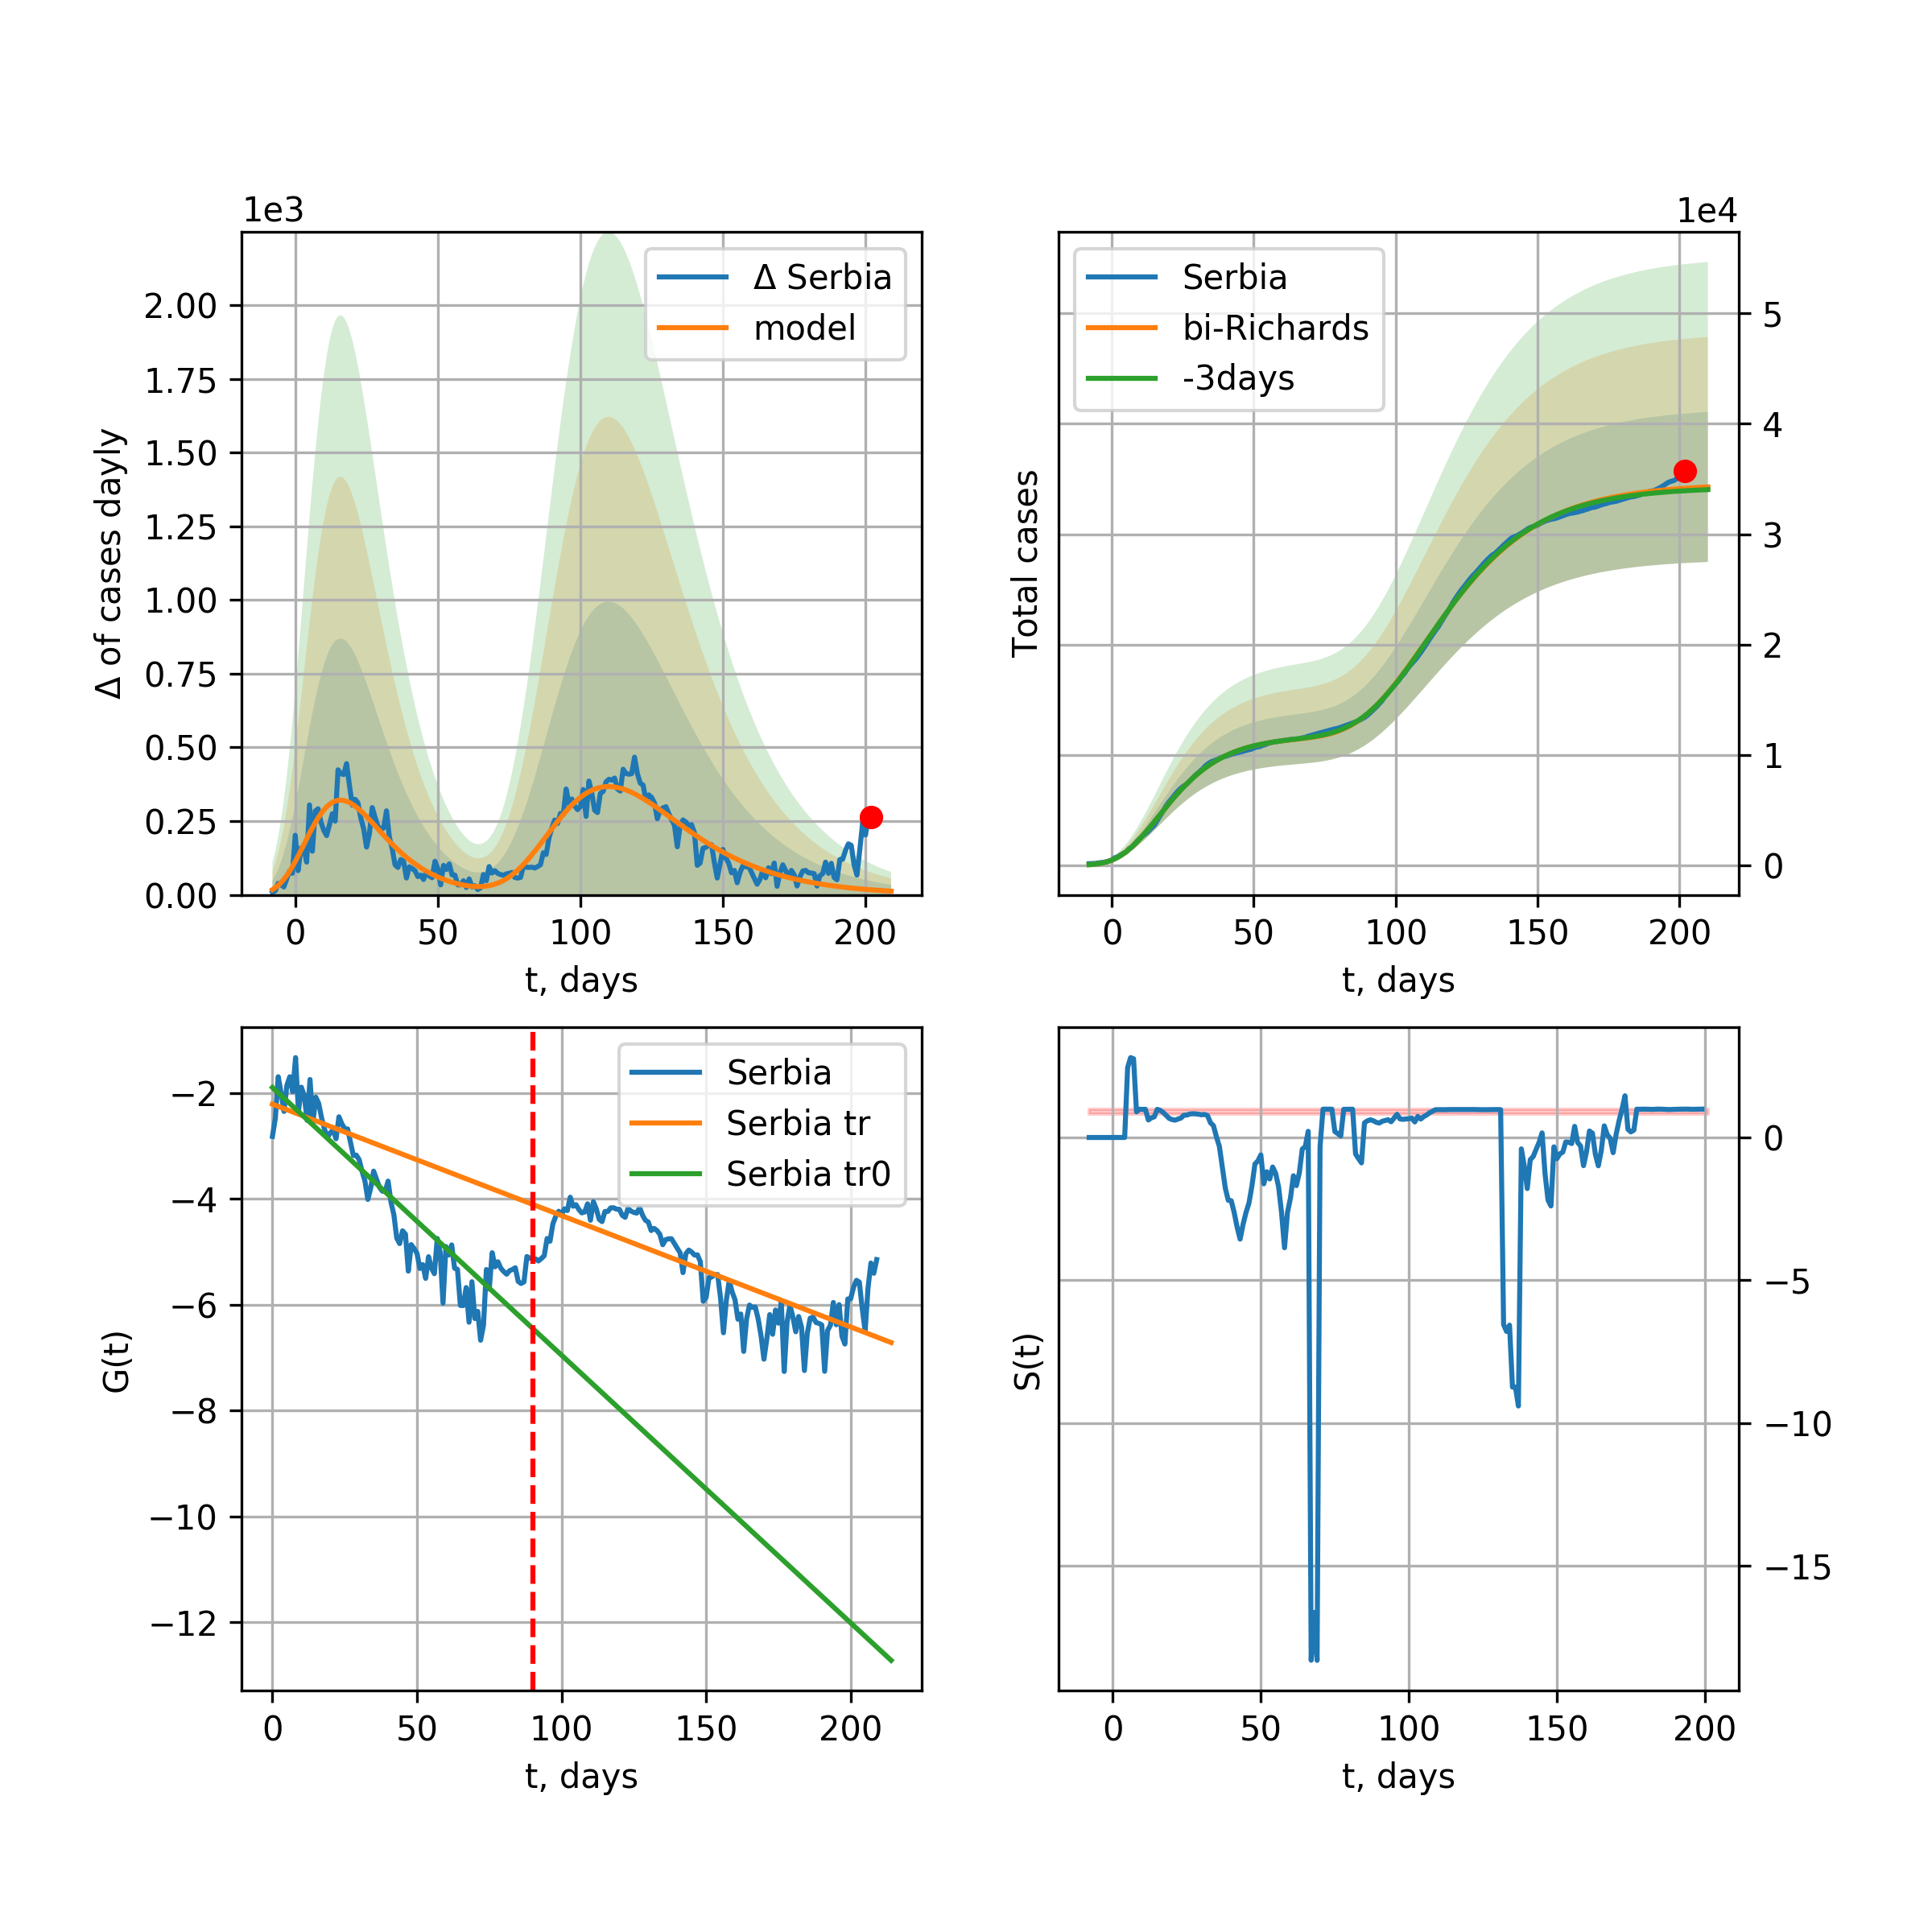 1e3
Δ of cases dayly
2.00
1.75
1.50
1.25
1.00
0.75
0.50
0.25
0.00
Δ Serbia
model
0 50 100 150 200
t, days
1e4
Total cases
Serbia
bi-Richards
-3days
5
4
3
2
1
0
0 50 100 150 200
t, days
G(t)
−2
−4
−6
−8
−10
−12
Serbia
Serbia tr
Serbia tr0
0 50 100 150 200
t, days
S(t)
0
−5
−10
−15
0 50 100 150 200
t, days